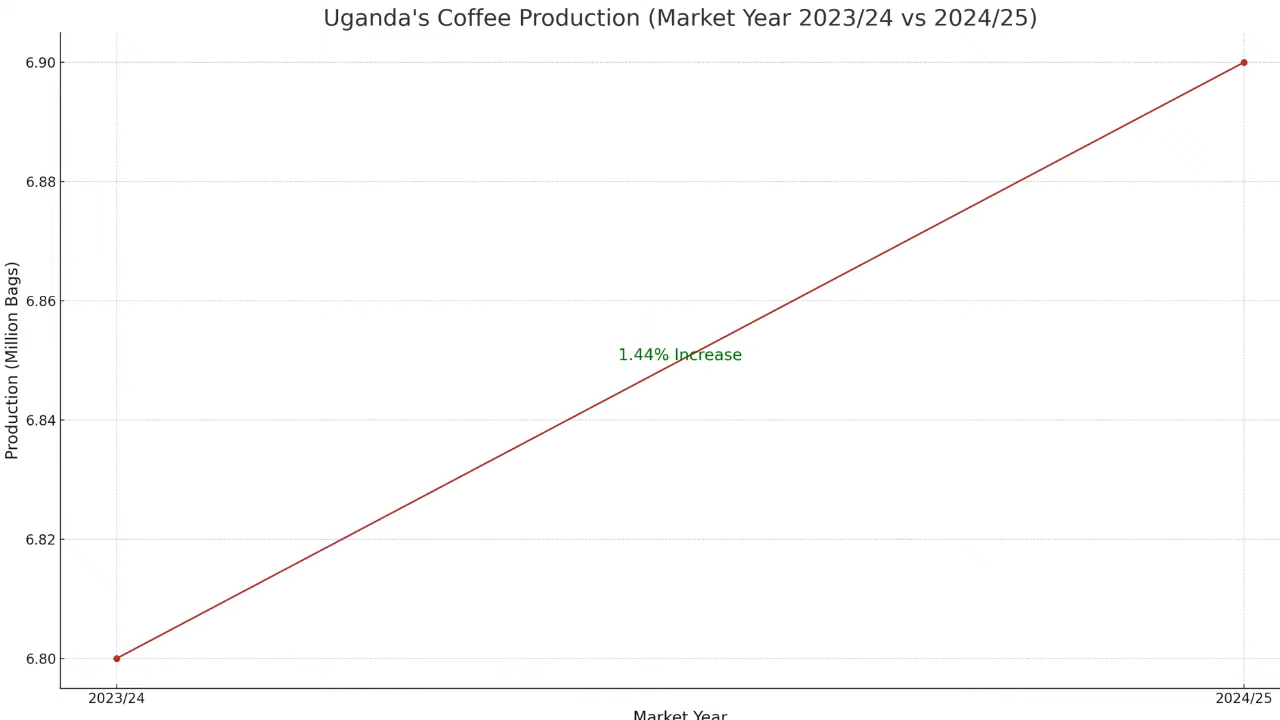 Uganda's Coffee Production (Market Year 2023/24 vs 2024/25)
Production (Million Bags)
6.90
6.88
6.86
6.84
6.82
6.80
1.44% Increase
2023/24
2024/25
Market Year